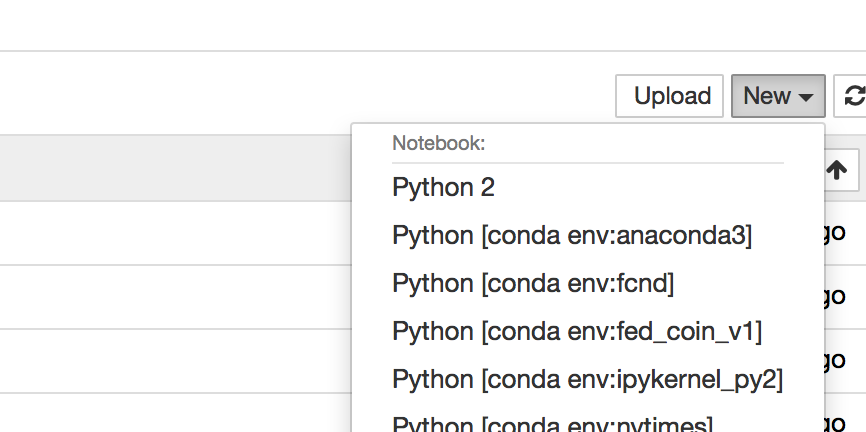 Upload New
Notebook:
Python 2
Python [conda env:anaconda3]
go
Python [conda env:fcnd]
go
Python [conda env:fed_coin_v1]
go
Python [conda env:ipykernel_py2]
Python [conda env:nytimes]
go